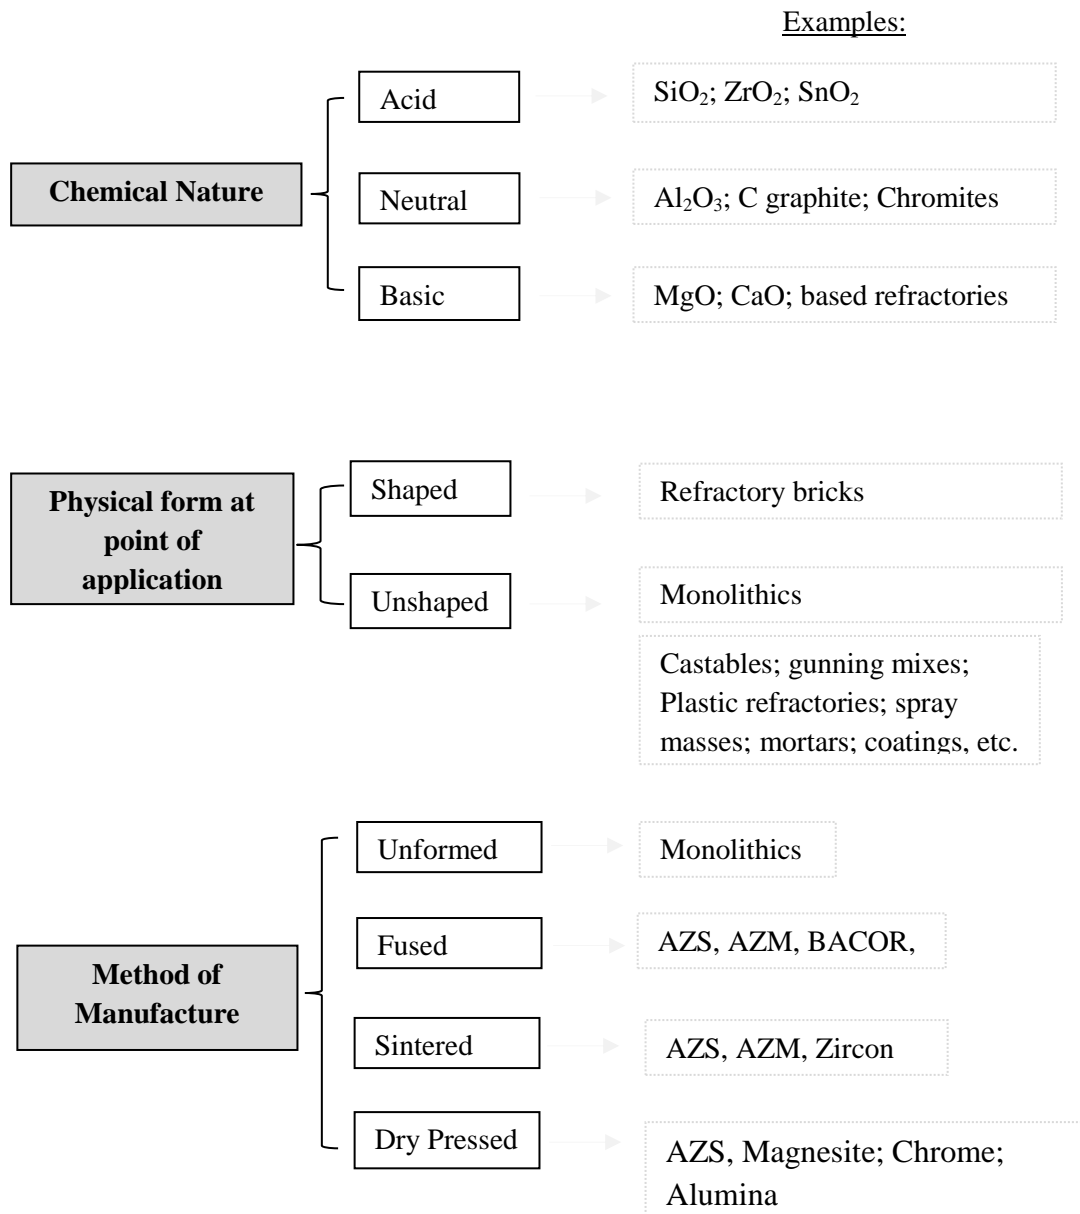 Examples:
Acid
SiO₂; ZrO₂; SnO₂
Chemical Nature
Neutral
Al₂O₃; C graphite; Chromites
Basic
MgO; CaO; based refractories
Physical form at
point of
application
Shaped
Refractory bricks
Unshaped
Monolithics
Castables; gunning mixes;
Plastic refractories; spray
masses; mortars; coatings, etc.
Unformed
Monolithics
Fused
AZS, AZM, BACOR,
Method of
Manufacture
Sintered
AZS, AZM, Zircon
Dry Pressed
AZS, Magnesite; Chrome;
Alumina